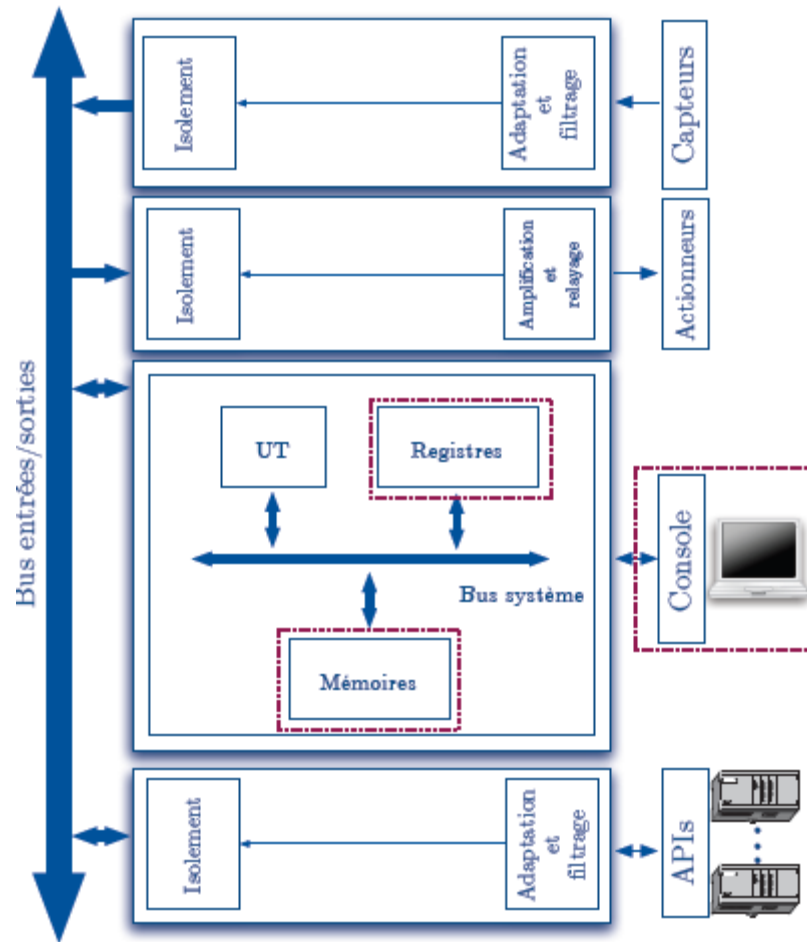 Bus entrées/sorties
Isolement
Adaptation
et
filtrage
Capteurs
Isolement
Amplification
et
relayage
Actionneurs
UT
Registres
Bus système
Mémoires
Console
Isolement
Adaptation
et
filtrage
APIs